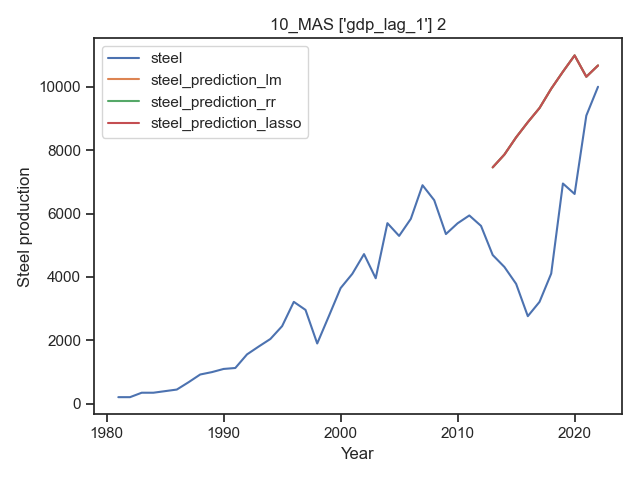 10_MAS ['gdp_lag_1'] 2
steel
steel_prediction_lm
steel_prediction_rr
steel_prediction_lasso
10000
8000
6000
4000
2000
0
Steel production
1980 1990 2000 2010 2020
Year